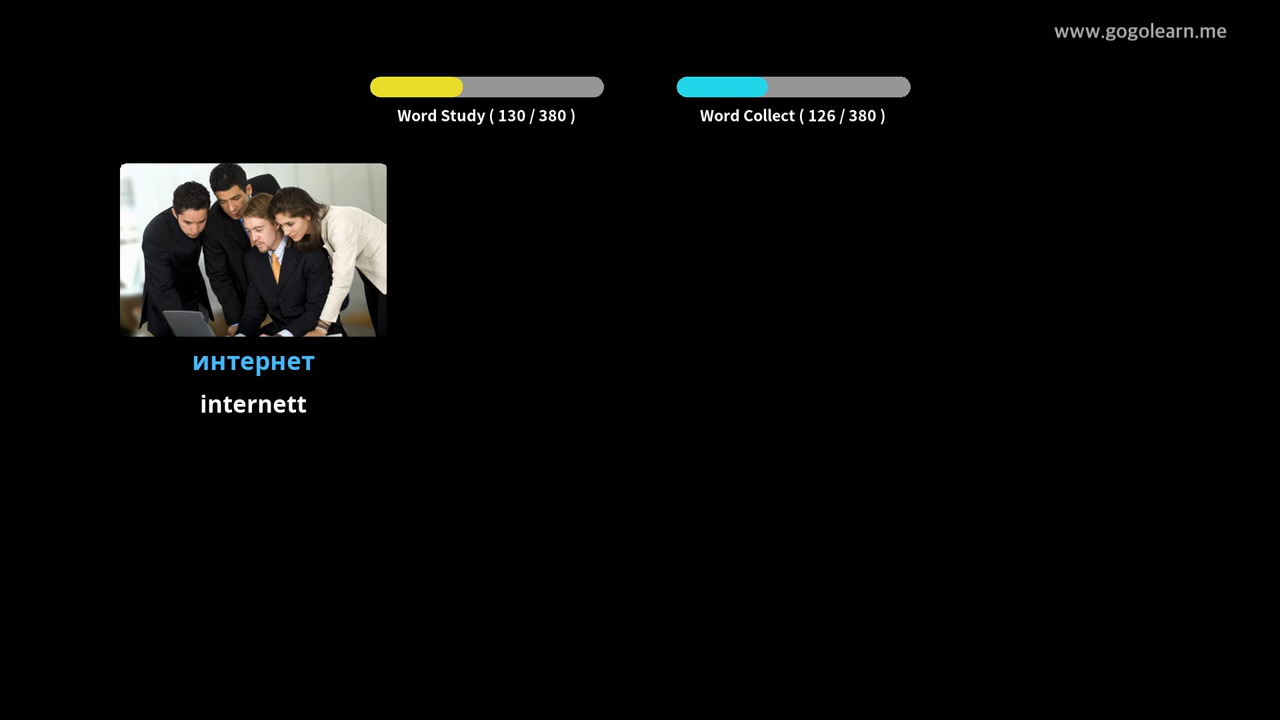 www.gogolearn.me
Word Study ( 130 / 380 )
Word Collect ( 126 / 380 )
интернет
internett